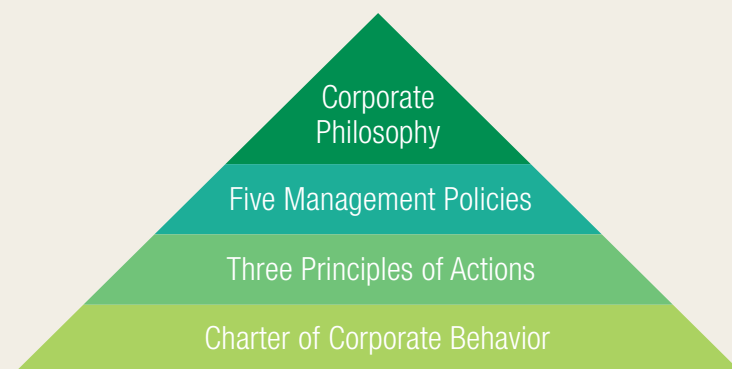 Corporate
Philosophy
Five Management Policies
Three Principles of Actions
Charter of Corporate Behavior